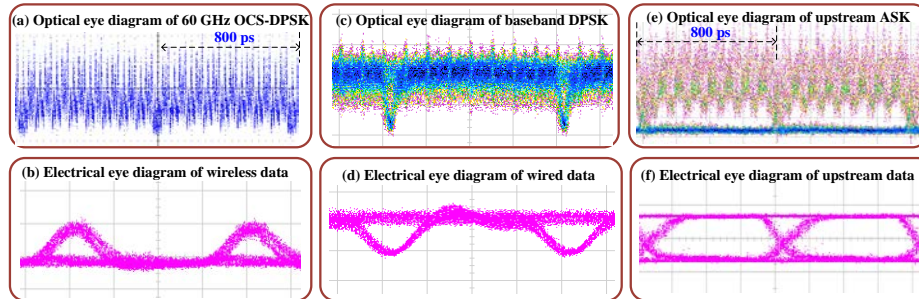 (a) Optical eye diagram of 60 GHz OCS-DPSK
800 ps
(c) Optical eye diagram of baseband DPSK
(e) Optical eye diagram of upstream ASK
800 ps
(b) Electrical eye diagram of wireless data
(d) Electrical eye diagram of wired data
(f) Electrical eye diagram of upstream data